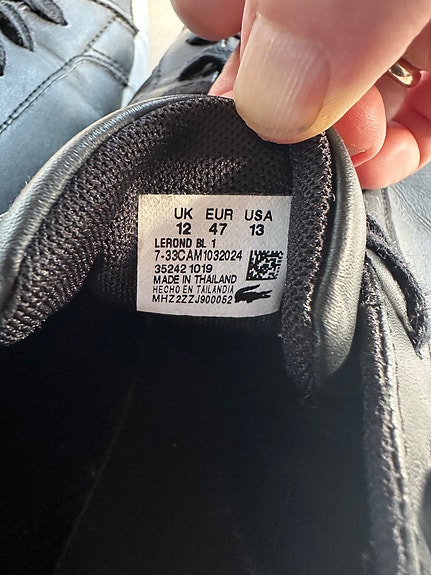 UK EUR USA
12 47 13
LEROND BL 1
7-33CAM1032024
35242 1019
MADE IN THAILAND
HECHO EN TAILANDIA
MHZ2ZZJ900052